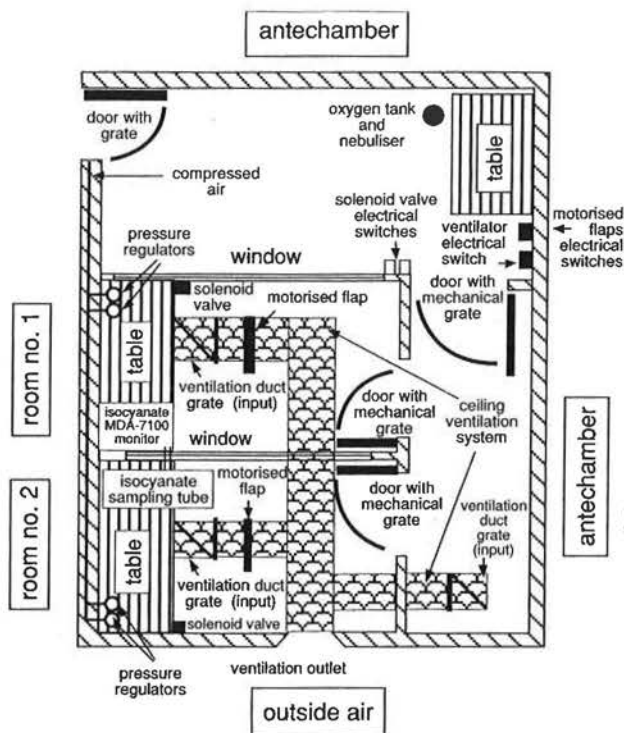 antechamber
door with
grate
oxygen tank
and
nebuliser
table
compressed
air
solenoid valve
electrical
switches
motorised
flaps
electrical
switches
pressure
regulators
window
ventilator
electrical
switch
solenoid
valve
motorised flap
door with
mechanical
grate
room no. 1
table
ventilation duct
grate (input)
door with
mechanical
grate
ceiling
ventilation
system
isocyanate
MDA-7100
monitor
window
antechamber
isocyanate
sampling tube
motorised
flap
door with
mechanical
grate
ventilation
duct
grate
(input)
room no. 2
table
ventilation duct
grate (input)
solenoid valve
pressure
regulators
ventilation outlet
outside air